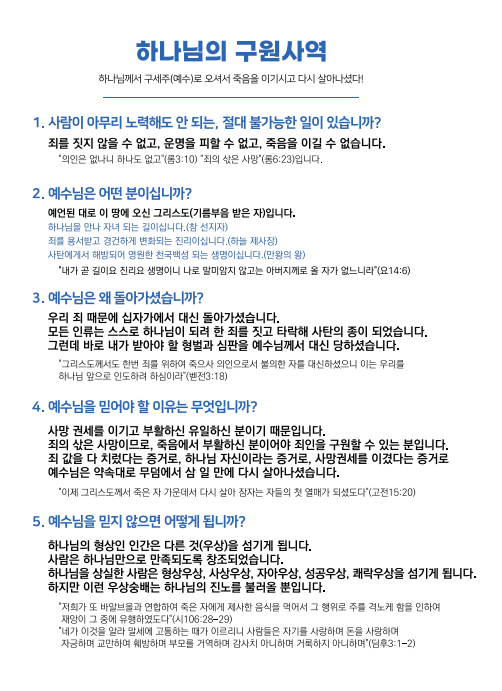 하나님의 구원사역
하나님께서 구세주(예수)로 오셔서 죽음을 이기시고 다시 살아나셨다!
1. 사람이 아무리 노력해도 안 되는, 절대 불가능한 일이 있습니까?
죄를 짓지 않을 수 없고, 운명을 피할 수 없고, 죽음을 이길 수 없습니다.
"의인은 없나니 하나도 없고"(롬3:10) "죄의 삯은 사망"(롬6:23)입니다.
2. 예수님은 어떤 분이십니까?
예언된 대로 이 땅에 오신 그리스도(기름부음 받은 자)입니다.
하나님을 만나 자녀 되는 길이십니다.(참 선지자)
죄를 용서받고 경건하게 변화되는 진리이십니다.(하늘 제사장)
사탄에게서 해방되어 영원한 천국백성 되는 생명이십니다.(만왕의 왕)
"내가 곧 길이요 진리요 생명이니 나로 말미암지 않고는 아버지께로 올 자가 없느니라"(요14:6)
3. 예수님은 왜 돌아가셨습니까?
우리 죄 때문에 십자가에서 대신 돌아가셨습니다.
모든 인류는 스스로 하나님이 되려 한 죄를 짓고 타락해 사탄의 종이 되었습니다.
그런데 바로 내가 받아야 할 형벌과 심판을 예수님께서 대신 당하셨습니다.
"그리스도께서도 한번 죄를 위하여 죽으사 의인으로서 불의한 자를 대신하셨으니 이는 우리를
하나님 앞으로 인도하려 하심이라"(벧전3:18)
4. 예수님을 믿어야 할 이유는 무엇입니까?
사망 권세를 이기고 부활하신 유일하신 분이기 때문입니다.
죄의 삯은 사망이므로, 죽음에서 부활하신 분이어야 죄인을 구원할 수 있는 분입니다.
죄 값을 다 치렀다는 증거로, 하나님 자신이라는 증거로, 사망권세를 이겼다는 증거로
예수님은 약속대로 무덤에서 삼 일 만에 다시 살아나셨습니다.
"이제 그리스도께서 죽은 자 가운데서 다시 살아 잠자는 자들의 첫 열매가 되셨도다"(고전15:20)
5. 예수님을 믿지 않으면 어떻게 됩니까?
하나님의 형상인 인간은 다른 것(우상)을 섬기게 됩니다.
사람은 하나님만으로 만족되도록 창조되었습니다.
하나님을 상실한 사람은 형상우상, 사상우상, 자아우상, 성공우상, 쾌락우상을 섬기게 됩니다.
하지만 이런 우상숭배는 하나님의 진노를 불러올 뿐입니다.
"저희가 또 바알브올과 연합하여 죽은 자에게 제사한 음식을 먹어서 그 행위로 주를 격노케 함을 인하여
재앙이 그 중에 유행하였도다"(시106:28-29)
"네가 이것을 알라 말세에 고통하는 때가 이르리니 사람들은 자기를 사랑하며 돈을 사랑하며
자긍하며 교만하여 훼방하며 부모를 거역하며 감사치 아니하며 거룩하지 아니하며"(딤후3:1-2)